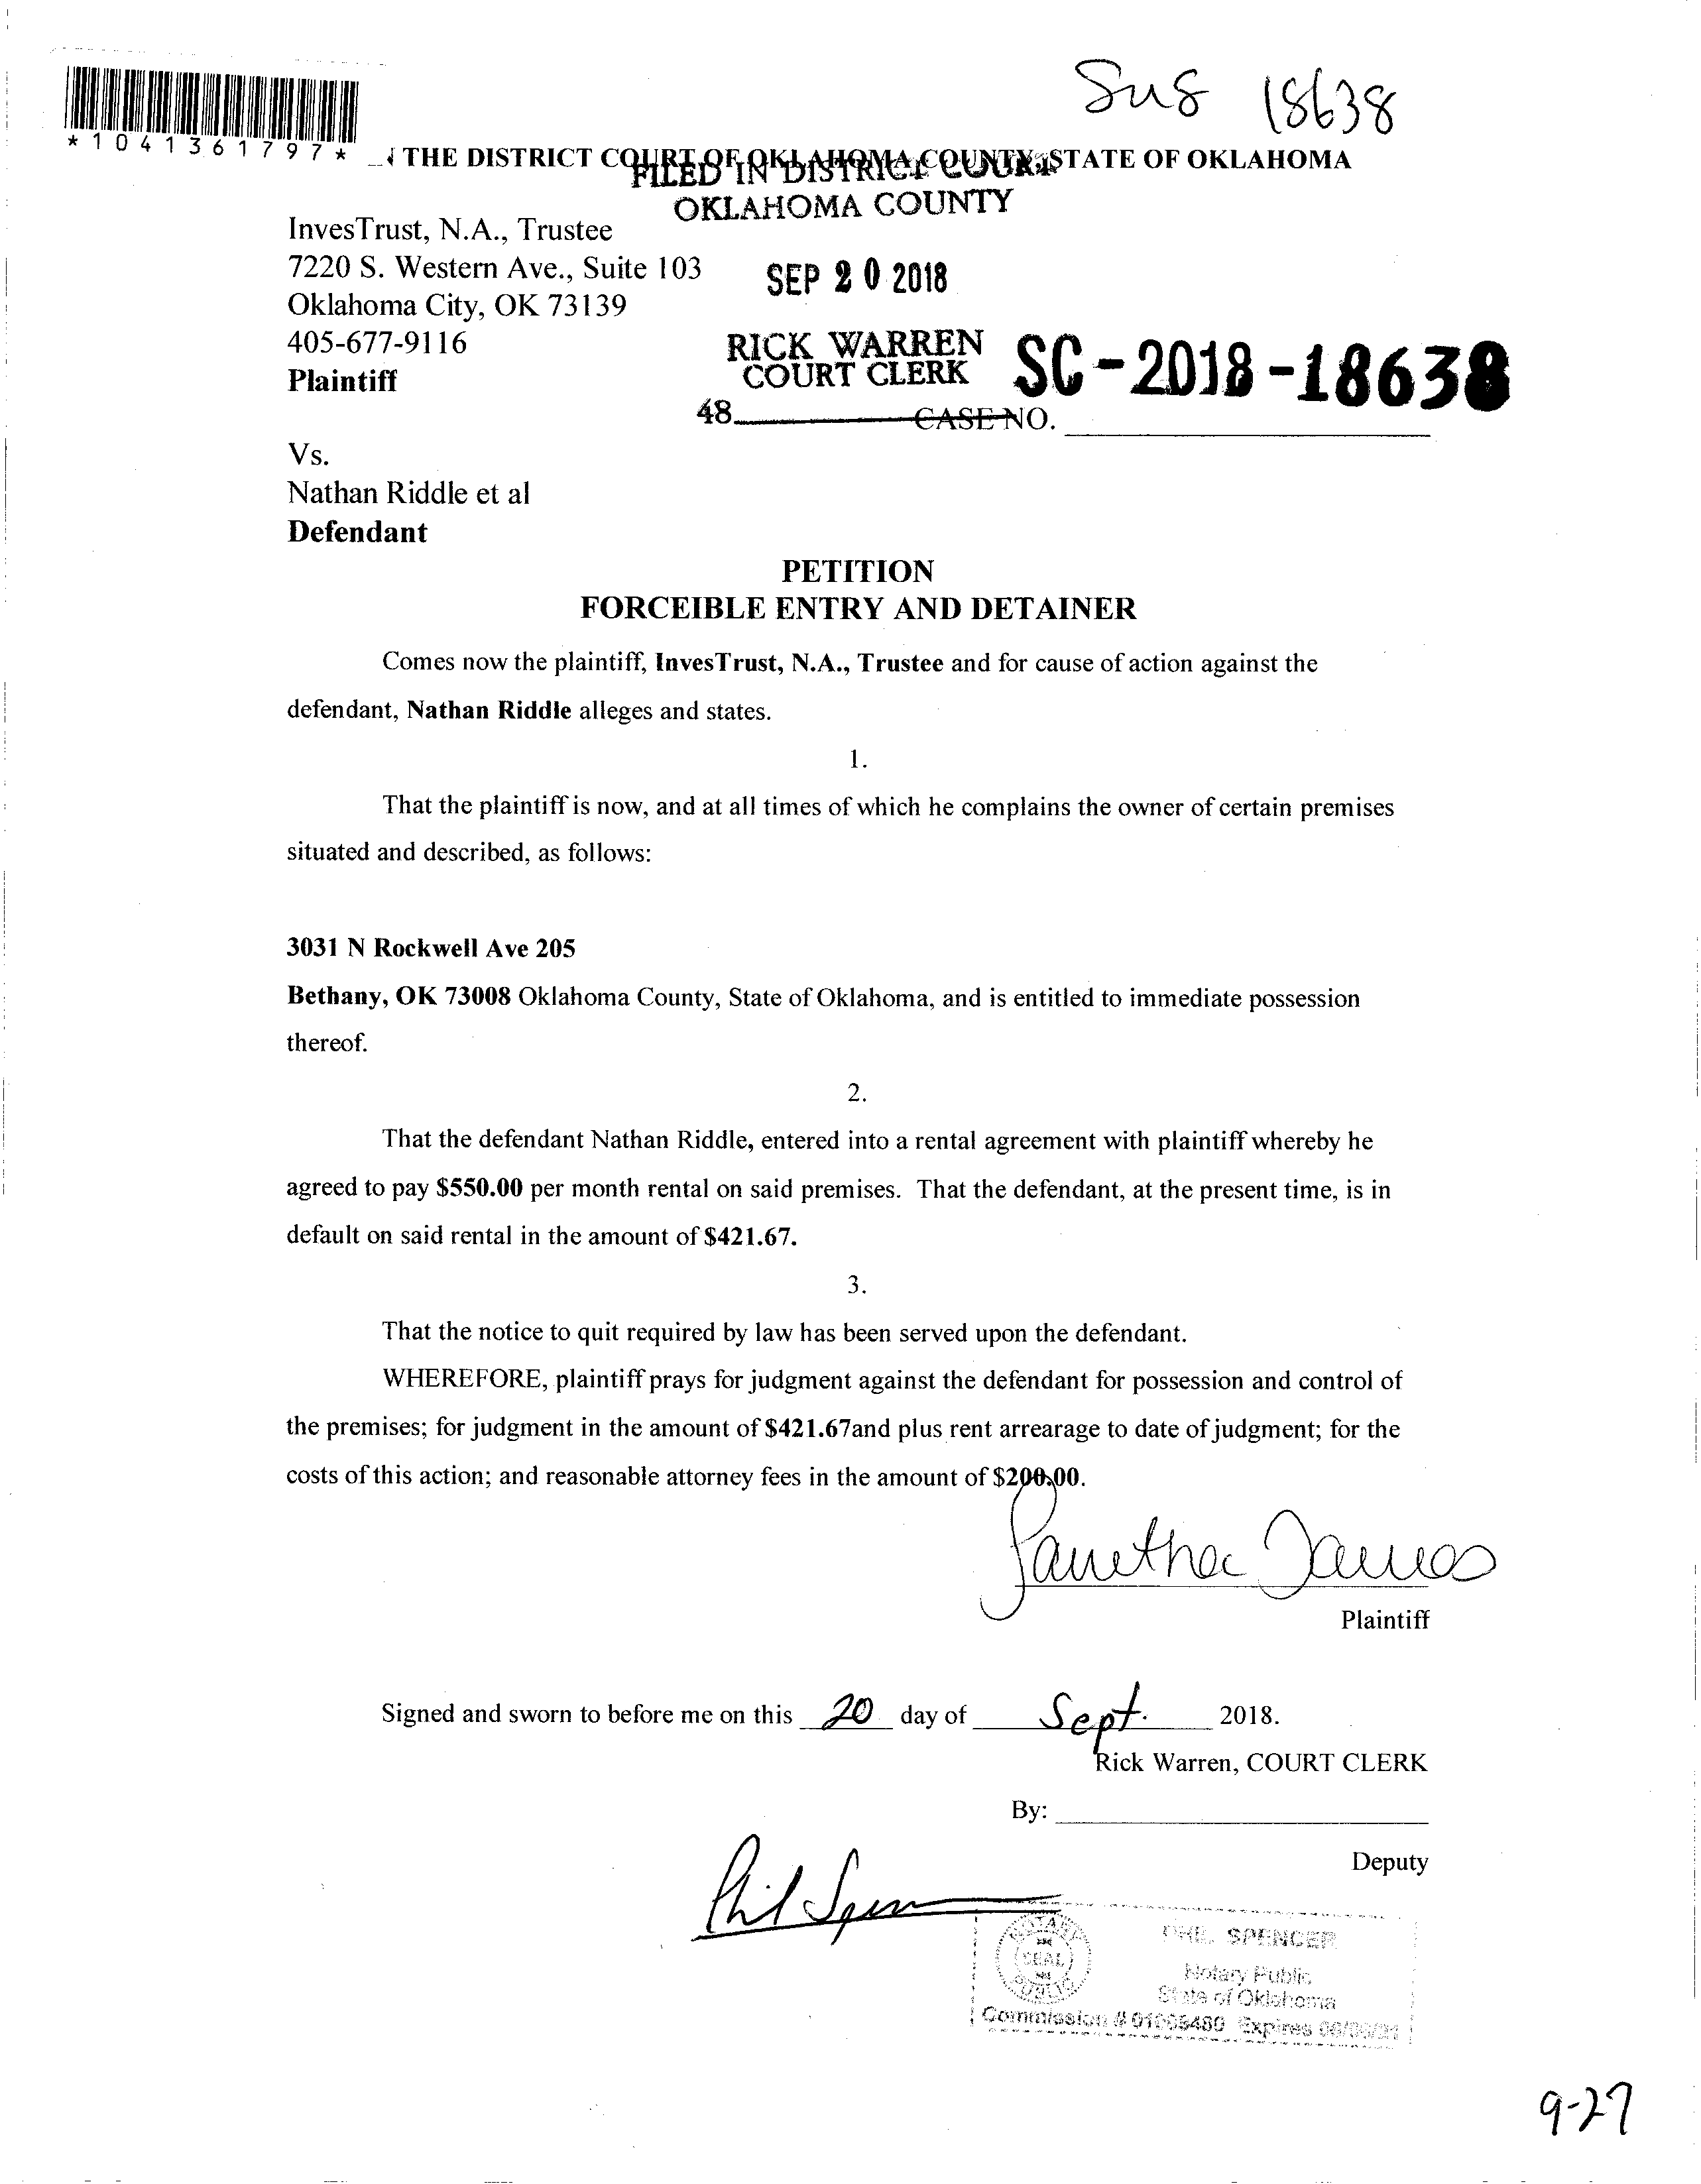 Sus 18638
*1041361797*
THE DISTRICT COURT OF OKLAHOMA COUNTY, STATE OF OKLAHOMA
FILED IN DISTRICT COURT
OKLAHOMA COUNTY
InvesTrust, N.A., Trustee
7220 S. Western Ave., Suite 103
SEP 20 2018
Oklahoma City, OK 73139
405-677-9116
RICK WARREN
COURT CLERK
SC-2018-18638
Plaintiff
48
CASE NO.
Vs.
Nathan Riddle et al
Defendant
PETITION
FORCEIBLE ENTRY AND DETAINER
Comes now the plaintiff, InvesTrust, N.A., Trustee and for cause of action against the
defendant, Nathan Riddle alleges and states.
1.
That the plaintiff is now, and at all times of which he complains the owner of certain premises
situated and described, as follows:
3031 N Rockwell Ave 205
Bethany, OK 73008 Oklahoma County, State of Oklahoma, and is entitled to immediate possession
thereof.
2.
That the defendant Nathan Riddle, entered into a rental agreement with plaintiff whereby he
agreed to pay $550.00 per month rental on said premises. That the defendant, at the present time, is in
default on said rental in the amount of $421.67.
3.
That the notice to quit required by law has been served upon the defendant.
WHEREFORE, plaintiff prays for judgment against the defendant for possession and control of
the premises; for judgment in the amount of $421.67and plus rent arrearage to date of judgment; for the
costs of this action; and reasonable attorney fees in the amount of $200.00.
James
Plaintiff
Signed and sworn to before me on this 20 day of Sept. 2018.
Rick Warren, COURT CLERK
By:
Deputy
Phil Spencer
NOTARY
SEAL
PUBLIC
PHIL SPENCER
Notary Public
State of Oklahoma
Commission # Expires
9-27